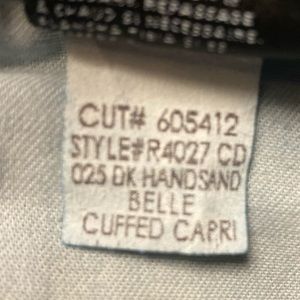 CUT# 605412
STYLE#R4027 CD
025 DK HANDSAND
BELLE
CUFFED CAPRI